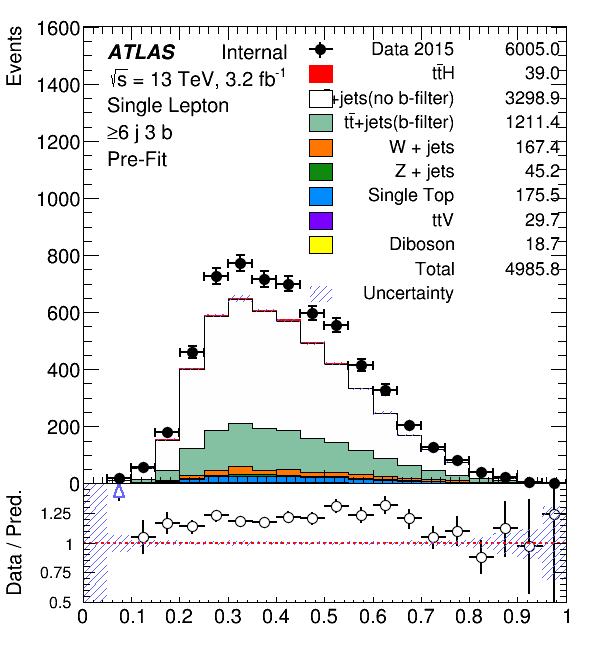 Events
1600
1400
1200
1000
800
600
400
200
0
ATLAS Internal
√s = 13 TeV, 3.2 fb⁻¹
Single Lepton
≥6 j 3 b
Pre-Fit
Data 2015 6005.0
tt̄H 39.0
+jets(no b-filter) 3298.9
tt̄+jets(b-filter) 1211.4
W + jets 167.4
Z + jets 45.2
Single Top 175.5
ttV 29.7
Diboson 18.7
Total 4985.8
Uncertainty
Data / Pred.
1.25
1
0.75
0.5
0 0.1 0.2 0.3 0.4 0.5 0.6 0.7 0.8 0.9 1